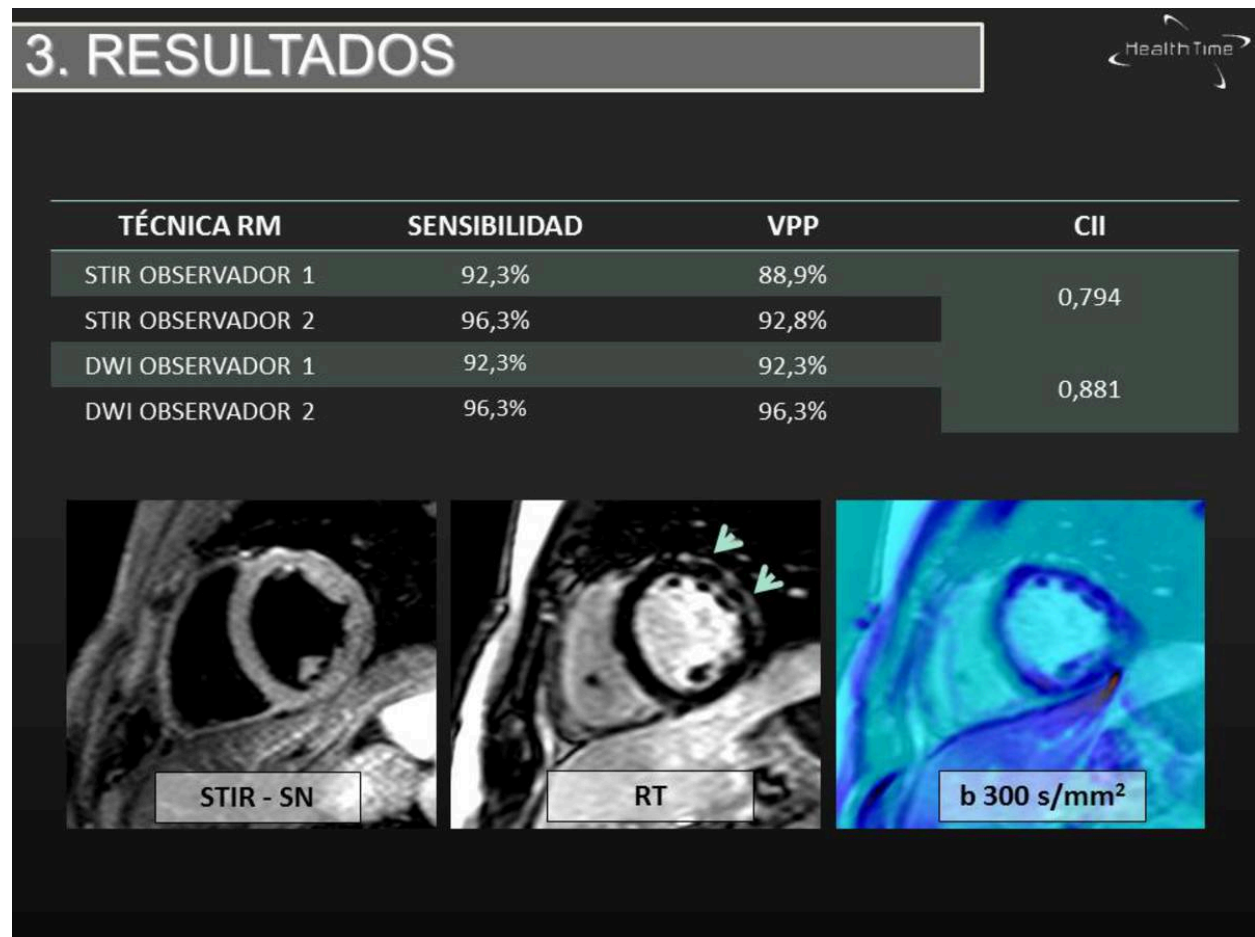 3. RESULTADOS
HealthTime
TÉCNICA RM SENSIBILIDAD VPP CII
STIR OBSERVADOR 1 92,3% 88,9%
0,794
STIR OBSERVADOR 2 96,3% 92,8%
DWI OBSERVADOR 1 92,3% 92,3%
0,881
DWI OBSERVADOR 2 96,3% 96,3%
STIR - SN
RT
b 300 s/mm²